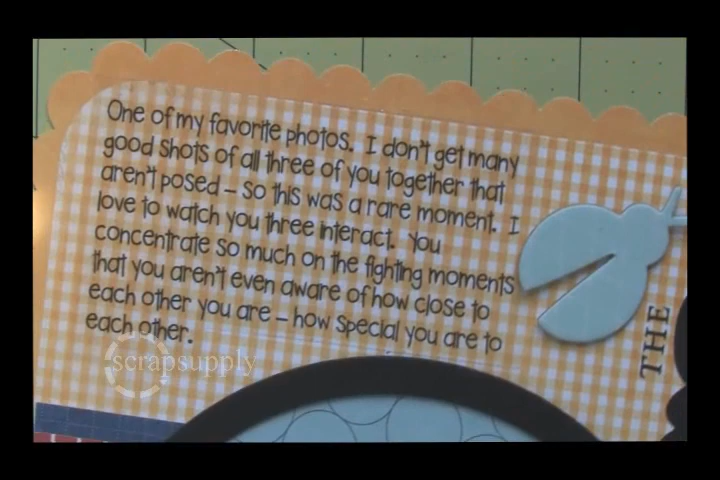 One of my favorite photos. I don't get many
good shots of all three of you together that
aren't posed – so this was a rare moment. I
love to watch you three interact. You
concentrate so much on the fighting moments
that you aren't even aware of how close to
each other you are – how special you are to
each other.
THE
scrapsupply